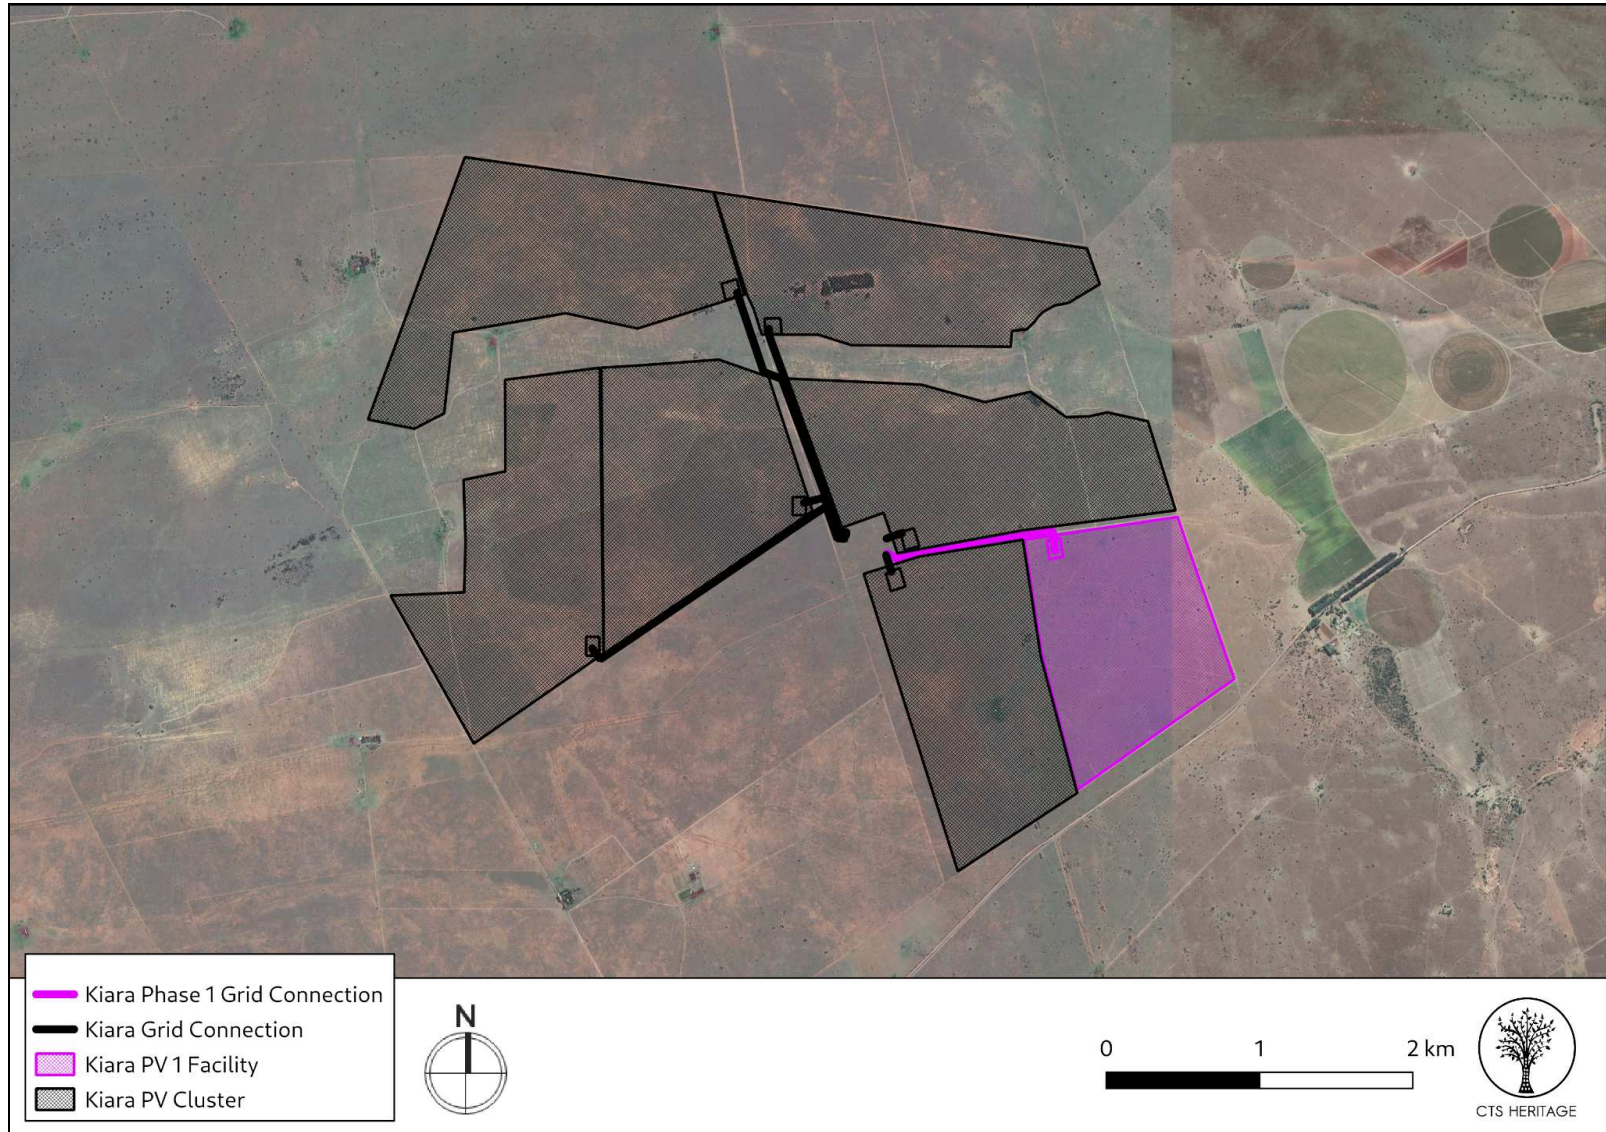 Kiara Phase 1 Grid Connection
Kiara Grid Connection
Kiara PV 1 Facility
Kiara PV Cluster
N
0 1 2 km
CTS HERITAGE